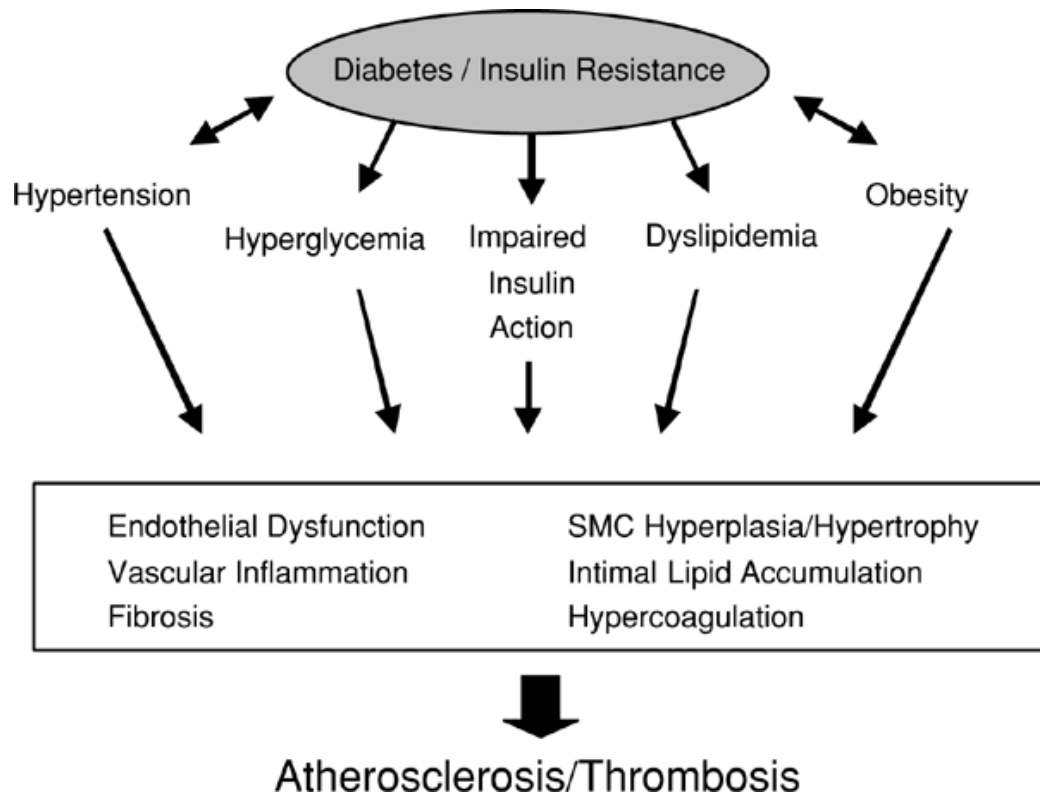 Diabetes / Insulin Resistance
Hypertension
Obesity
Hyperglycemia
Impaired
Insulin
Action
Dyslipidemia
Endothelial Dysfunction
Vascular Inflammation
Fibrosis
SMC Hyperplasia/Hypertrophy
Intimal Lipid Accumulation
Hypercoagulation
Atherosclerosis/Thrombosis